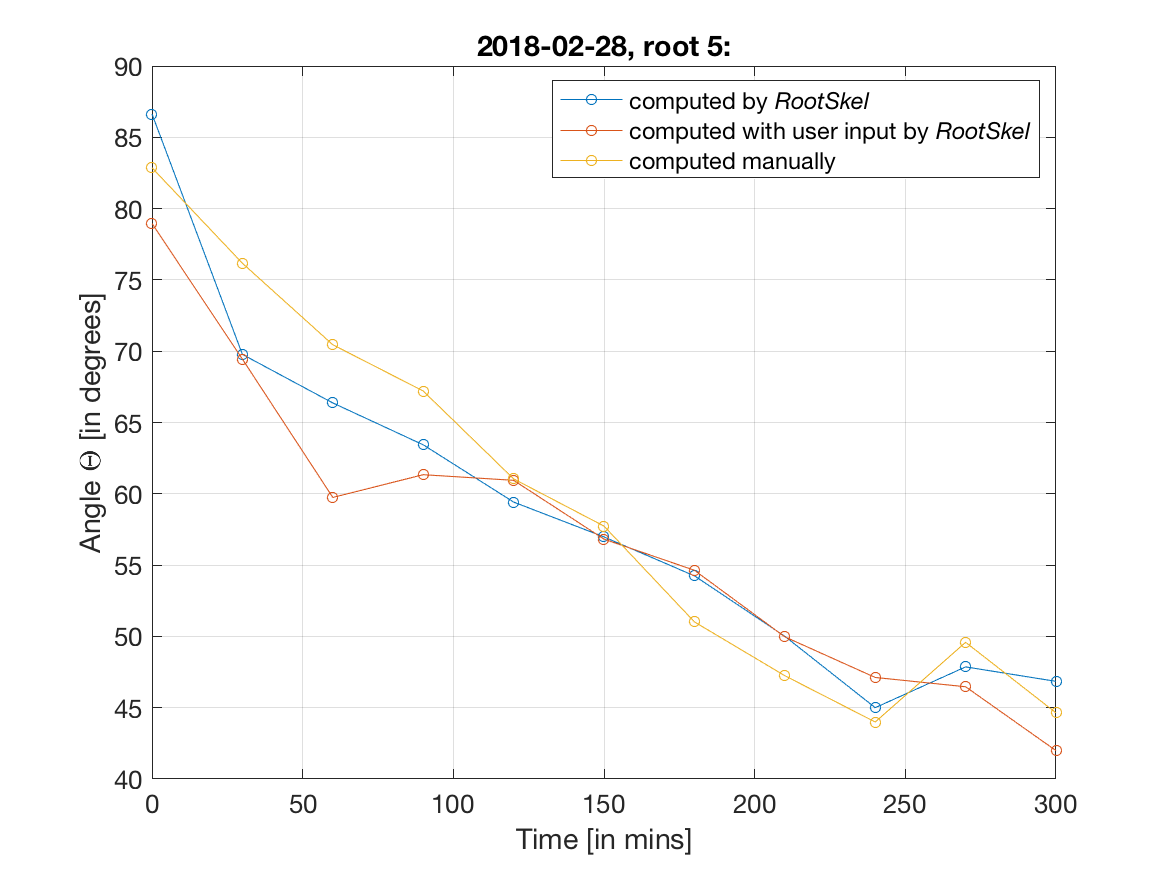 2018-02-28, root 5:
computed by RootSkel
computed with user input by RootSkel
computed manually
90
85
80
75
70
65
60
55
50
45
40
Angle Θ [in degrees]
0 50 100 150 200 250 300
Time [in mins]